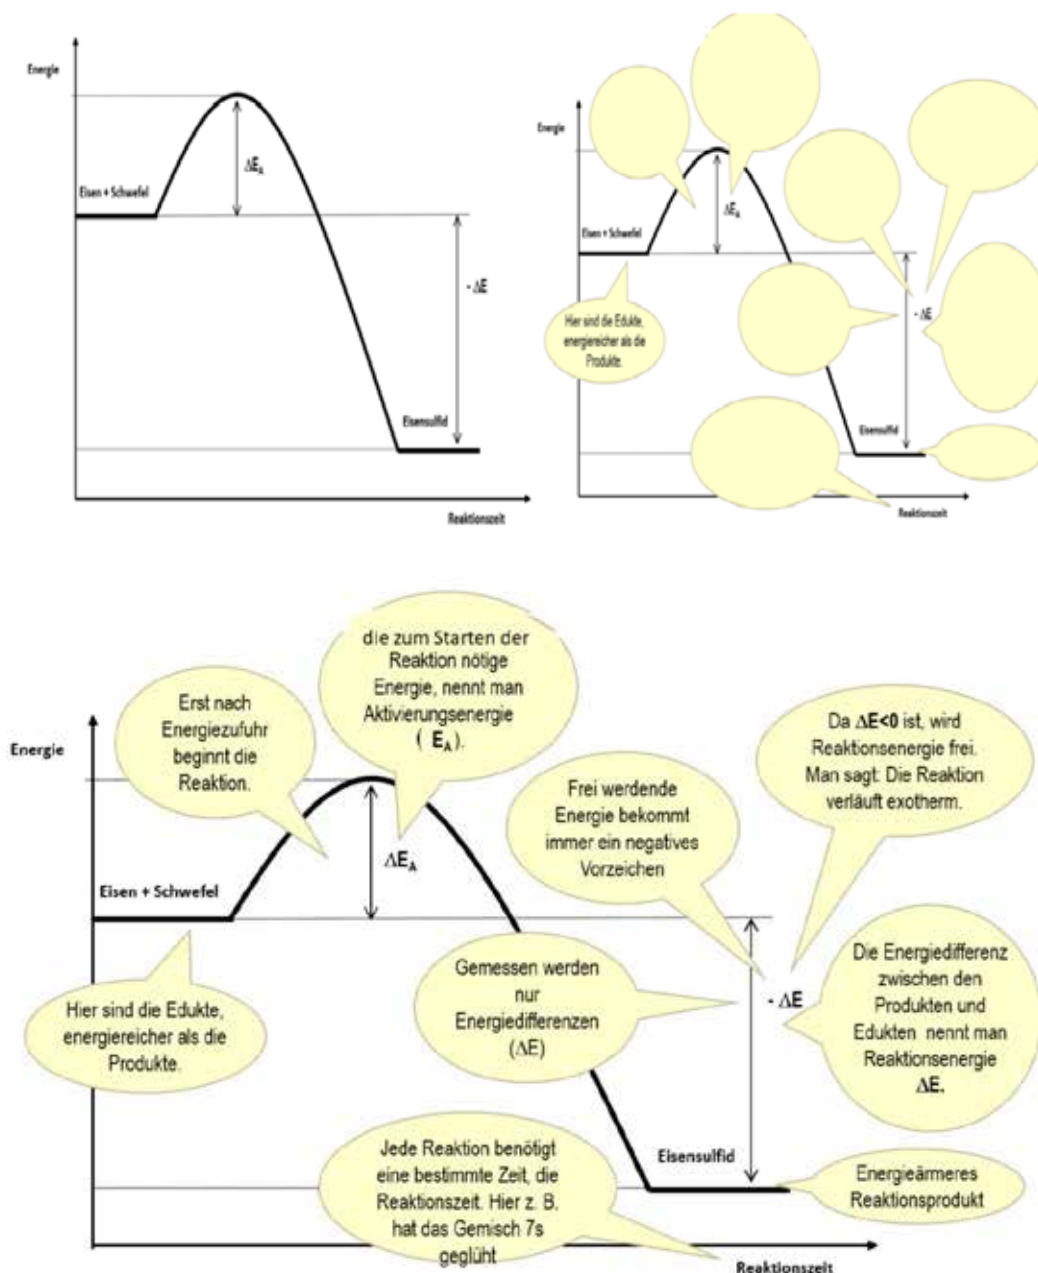 Energie
ΔE_A
Eisen + Schwefel
- ΔE
Eisensulfid
Reaktionszeit
Energie
ΔE_A
Eisen + Schwefel
Hier sind die Edukte,
energiereicher als die
Produkte.
- ΔE
Eisensulfid
Reaktionszeit
die zum Starten der
Reaktion nötige
Energie, nennt man
Aktivierungsenergie
( E_A).
Erst nach
Energiezufuhr
beginnt die
Reaktion.
Da ΔE<0 ist, wird
Reaktionsenergie frei.
Man sagt: Die Reaktion
verläuft exotherm.
Energie
Frei werdende
Energie bekommt
immer ein negatives
Vorzeichen
ΔE_A
Eisen + Schwefel
Hier sind die Edukte,
energiereicher als die
Produkte.
Gemessen werden
nur
Energiedifferenzen
(ΔE)
- ΔE
Die Energiedifferenz
zwischen den
Produkten und
Edukten nennt man
Reaktionsenergie
ΔE.
Jede Reaktion benötigt
eine bestimmte Zeit, die
Reaktionszeit. Hier z. B.
hat das Gemisch 7s
geglüht
Eisensulfid
Energieärmeres
Reaktionsprodukt
Reaktionszeit